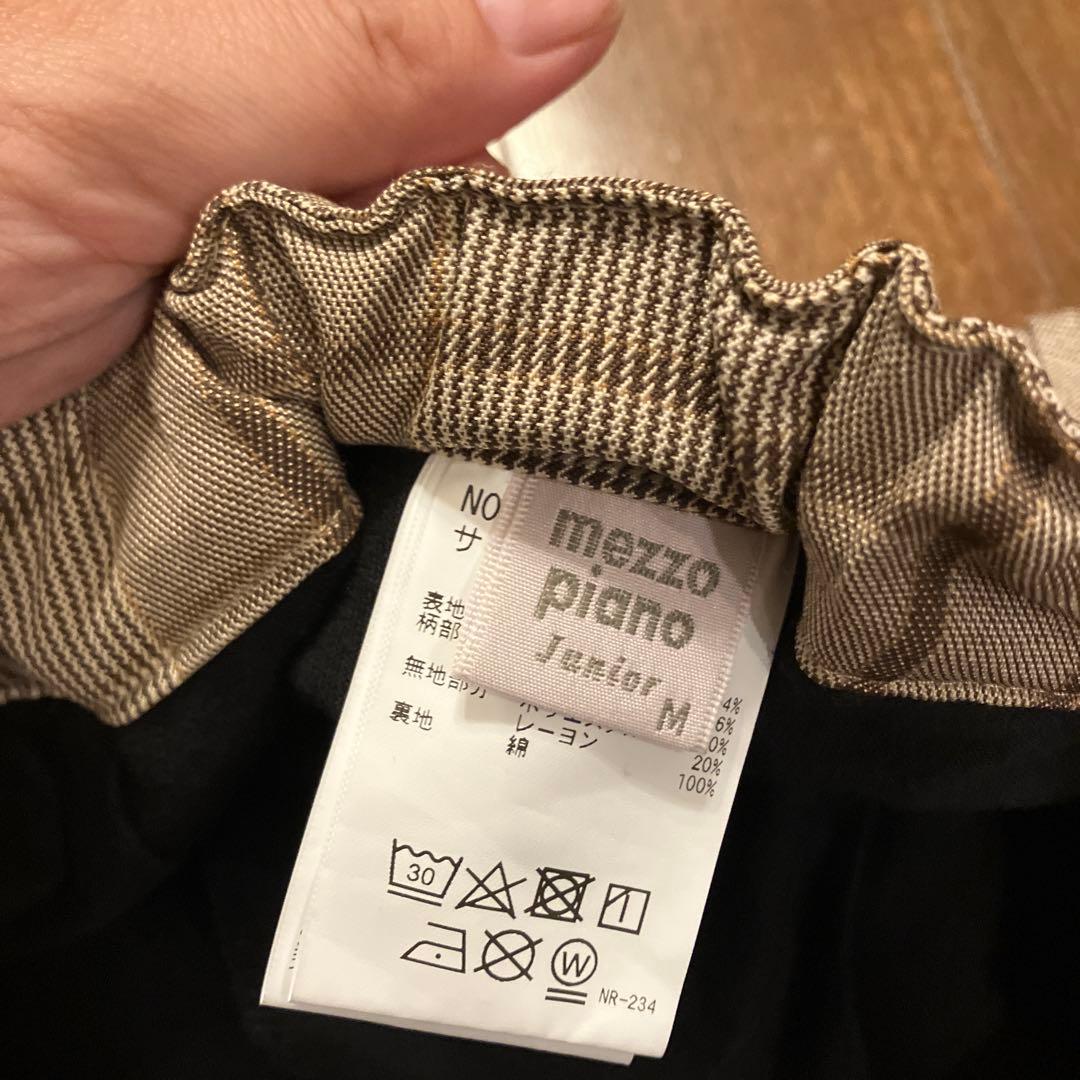 NO
サ
mezzo
piano
Junior
M
表地
柄部
無地部分
裏地
レーヨン
綿
4%
6%
0%
20%
100%
30
W
NR-234